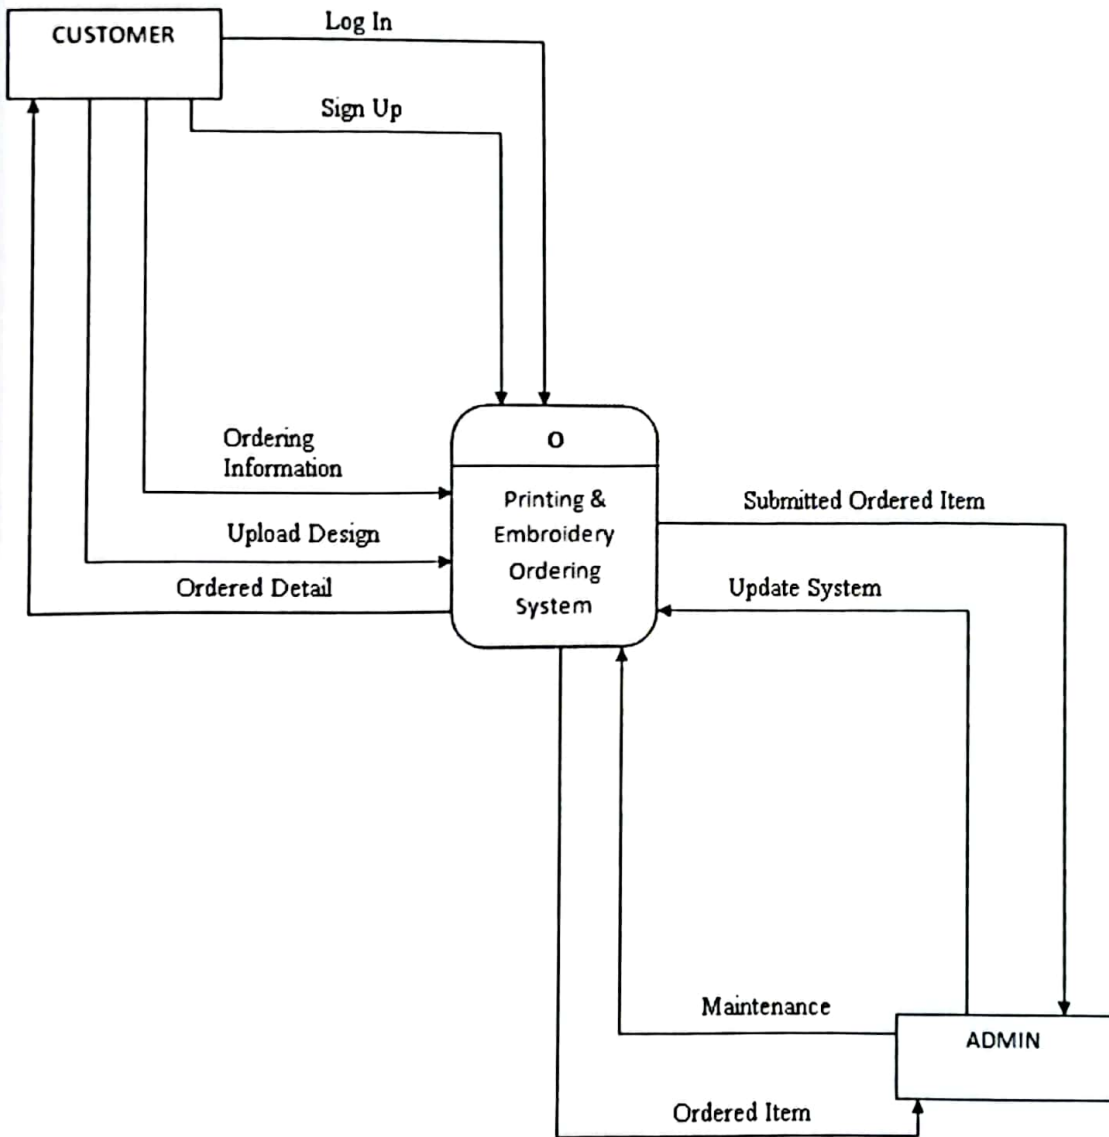 CUSTOMER
Log In
Sign Up
O
Ordering
Information
Printing &
Embroidery
Ordering
System
Submitted Ordered Item
Upload Design
Ordered Detail
Update System
Maintenance
ADMIN
Ordered Item